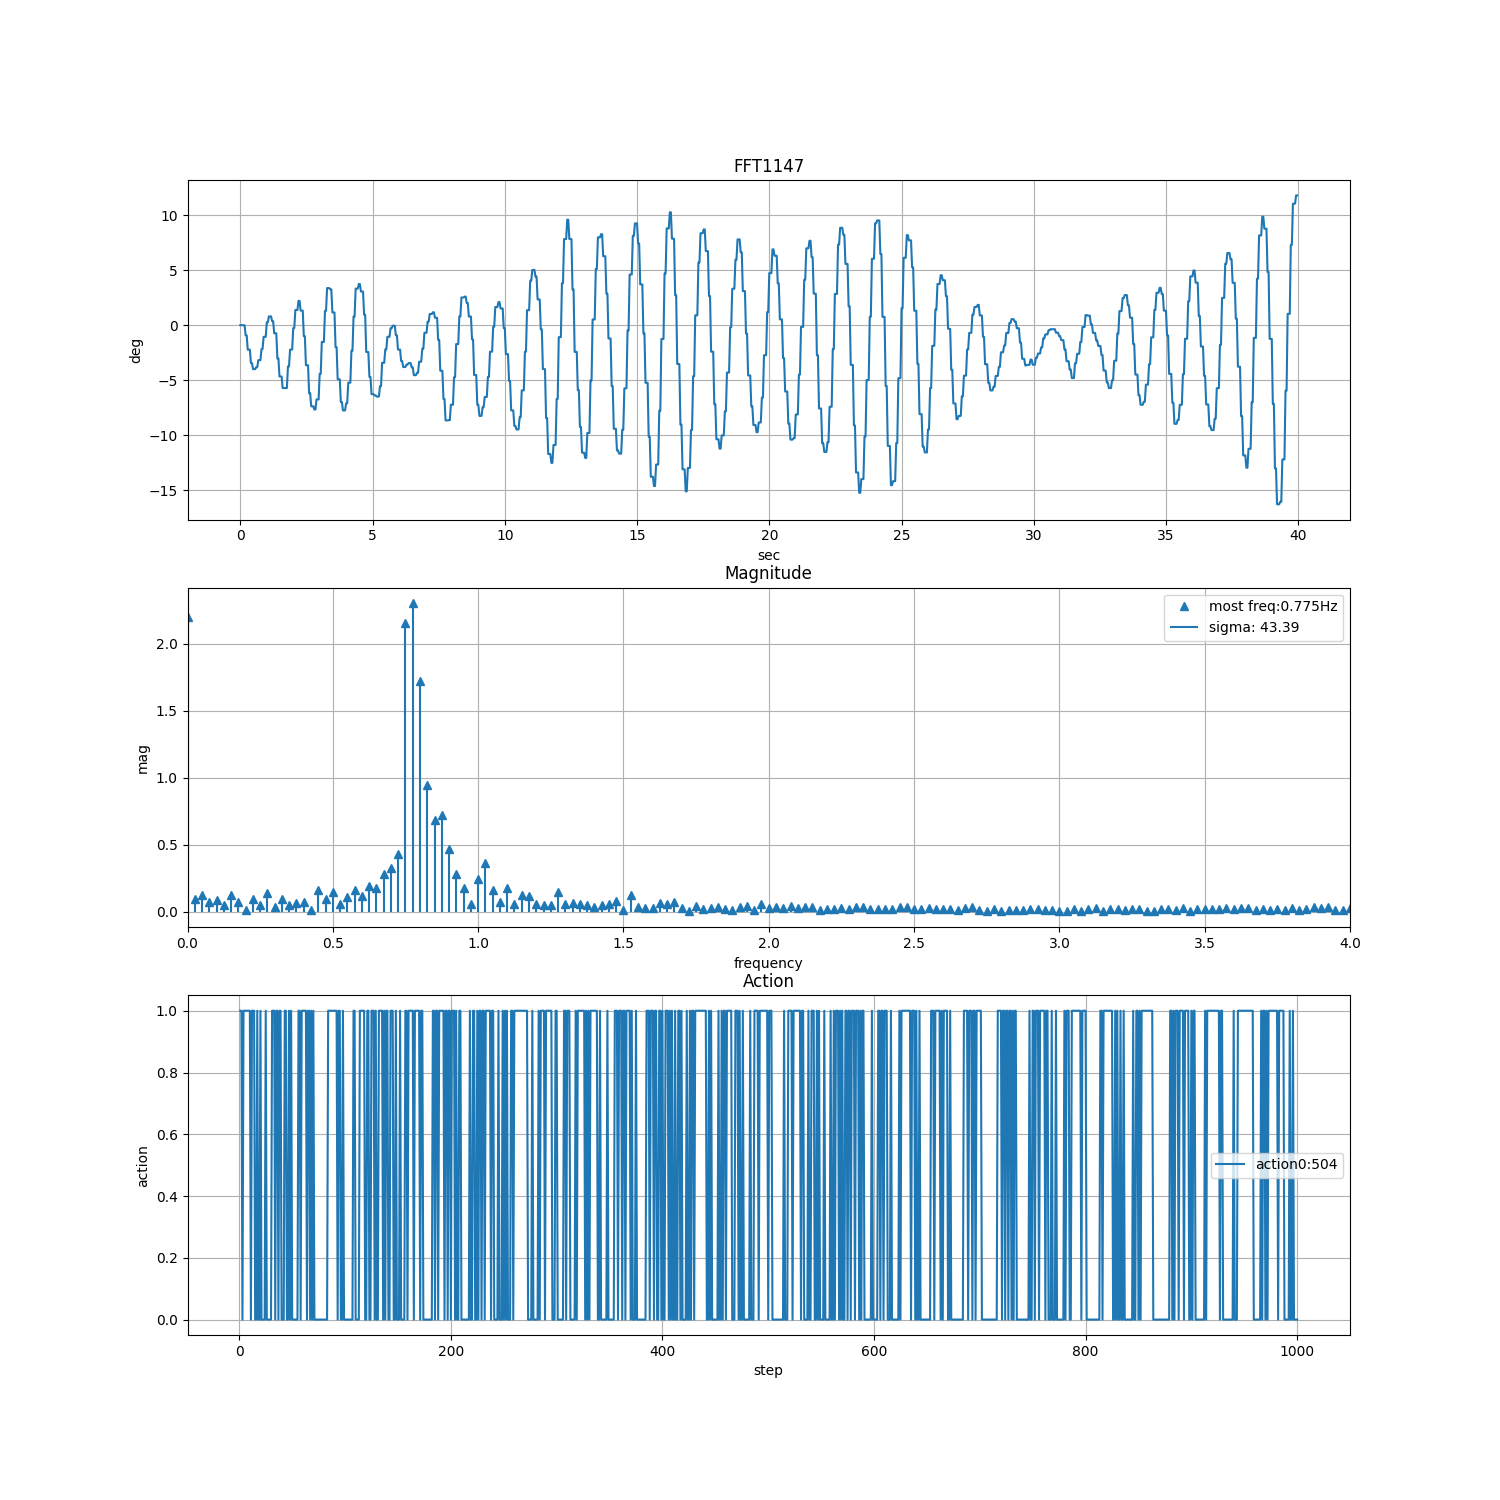 FFT1147
10
5
0
−5
−10
−15
deg
0 5 10 15 20 25 30 35 40
sec
Magnitude
most freq:0.775Hz
sigma: 43.39
2.0
1.5
1.0
0.5
0.0
mag
0.0 0.5 1.0 1.5 2.0 2.5 3.0 3.5 4.0
frequency
Action
1.0
0.8
0.6
0.4
0.2
0.0
action
action0:504
0 200 400 600 800 1000
step